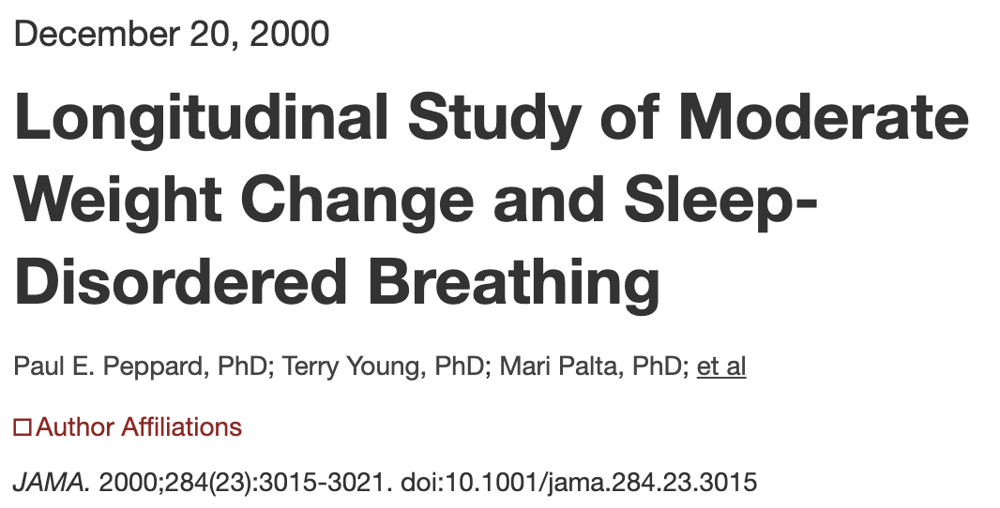 December 20, 2000
Longitudinal Study of Moderate
Weight Change and Sleep-
Disordered Breathing
Paul E. Peppard, PhD; Terry Young, PhD; Mari Palta, PhD; et al
Author Affiliations
JAMA. 2000;284(23):3015-3021. doi:10.1001/jama.284.23.3015